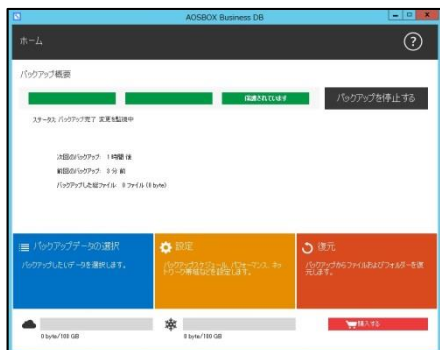 AOSBOX Business DB
ホーム
?
バックアップ概要
保護されています
バックアップを停止する
ステータス バックアップ完了 変更を監視中
次回のバックアップ: 1 時間 後
前回のバックアップ: 0 分 前
バックアップした総ファイル: 0 ファイル (0 byte)
バックアップデータの選択
バックアップしたいデータを選択します。
設定
バックアップスケジュール、パフォーマンス、ネッ
トワーク帯域などを設定します。
復元
バックアップからファイルおよびフォルダーを復
元します。
0 byte/100 GB
0 byte/100 GB
購入する